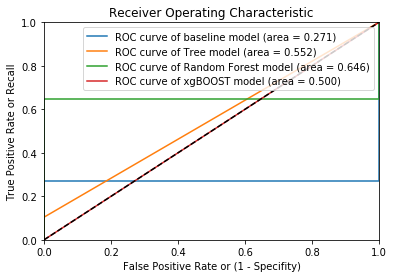 Receiver Operating Characteristic
1.0
0.8
0.6
0.4
0.2
0.0
True Positive Rate or Recall
ROC curve of baseline model (area = 0.271)
ROC curve of Tree model (area = 0.552)
ROC curve of Random Forest model (area = 0.646)
ROC curve of xgBOOST model (area = 0.500)
0.0 0.2 0.4 0.6 0.8 1.0
False Positive Rate or (1 - Specifity)